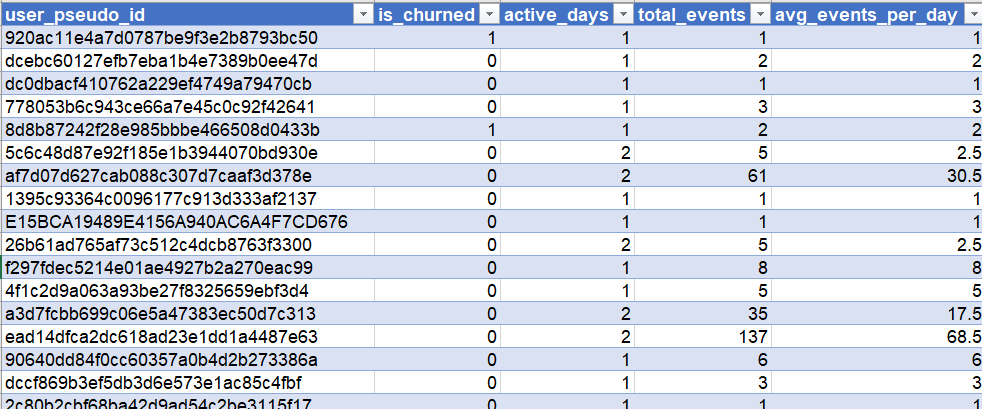 user_pseudo_id is_churned active_days total_events avg_events_per_day
920ac11e4a7d0787be9f3e2b8793bc50 1 1 1 1
dcebc60127efb7eba1b4e7389b0ee47d 0 1 2 2
dc0dbacf410762a229ef4749a79470cb 0 1 1 1
778053b6c943ce66a7e45c0c92f42641 0 1 3 3
8d8b87242f28e985bbbe466508d0433b 1 1 2 2
5c6c48d87e92f185e1b3944070bd930e 0 2 5 2.5
af7d07d627cab088c307d7caaf3d378e 0 2 61 30.5
1395c93364c0096177c913d333af2137 0 1 1 1
E15BCA19489E4156A940AC6A4F7CD676 0 1 1 1
26b61ad765af73c512c4dcb8763f3300 0 2 5 2.5
f297fdec5214e01ae4927b2a270eac99 0 1 8 8
4f1c2d9a063a93be27f8325659ebf3d4 0 1 5 5
a3d7fcbb699c06e5a47383ec50d7c313 0 2 35 17.5
ead14dfca2dc618ad23e1dd1a4487e63 0 2 137 68.5
90640dd84f0cc60357a0b4d2b273386a 0 1 6 6
dccf869b3ef5db3d6e573e1ac85c4fbf 0 1 3 3
2c80b2cbf68ba42d9ad54c2be3115f17 0 1 1 1